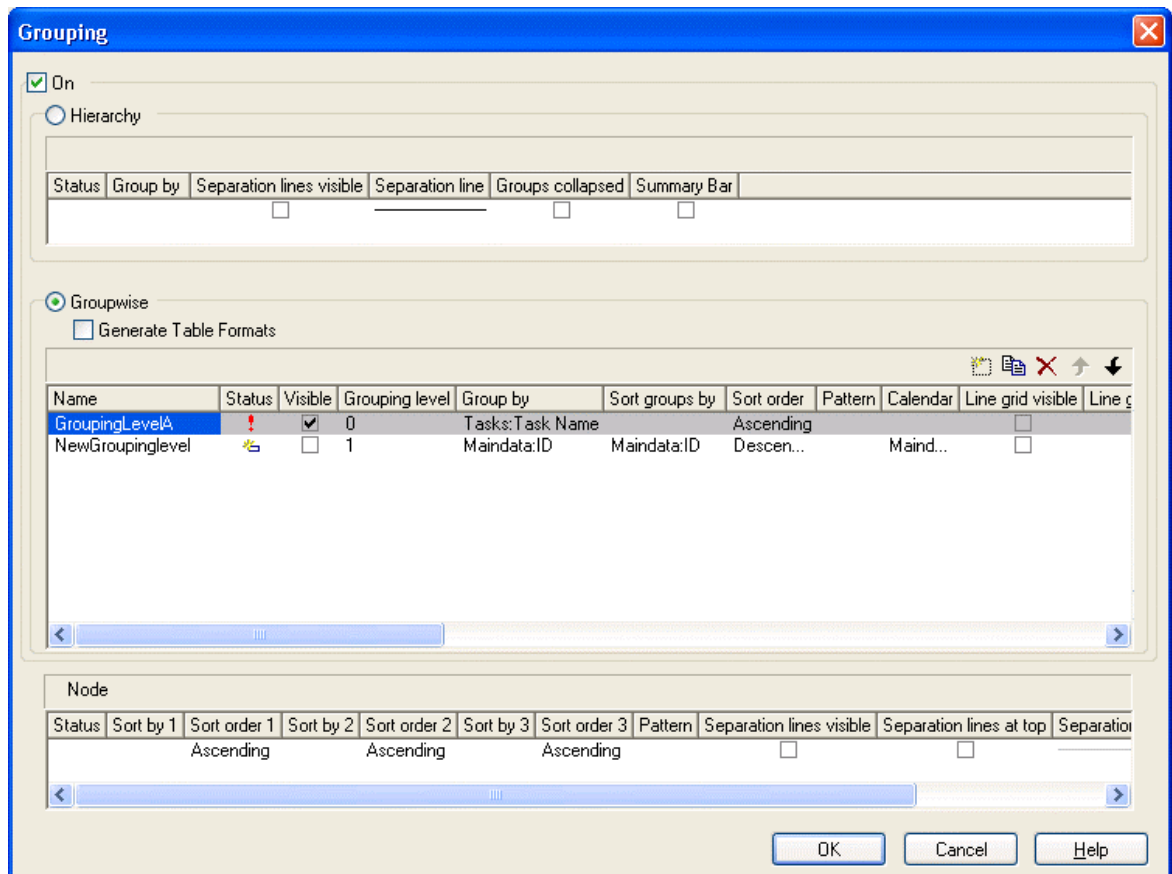 Grouping
On
Hierarchy
Status Group by Separation lines visible Separation line Groups collapsed Summary Bar
Groupwise
Generate Table Formats
Name Status Visible Grouping level Group by Sort groups by Sort order Pattern Calendar Line grid visible Line g
GroupingLevelA 0 Tasks:Task Name Ascending
NewGroupinglevel 1 Maindata:ID Maindata:ID Descen... Maind...
Node
Status Sort by 1 Sort order 1 Sort by 2 Sort order 2 Sort by 3 Sort order 3 Pattern Separation lines visible Separation lines at top Separation
Ascending Ascending Ascending
OK Cancel Help